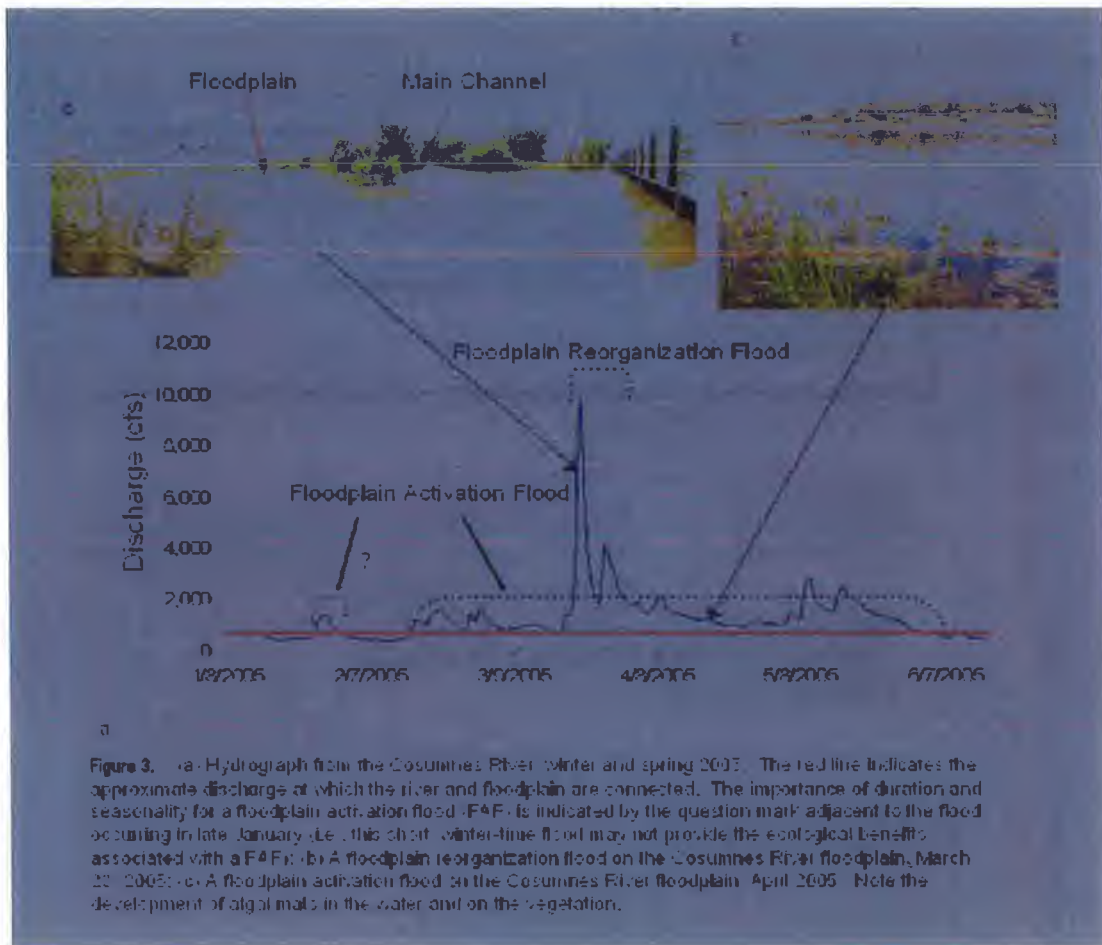 Floodplain
Main Channel
12,000
Floodplain Reorganization Flood
10,000
8,000
Discharge (cfs)
Floodplain Activation Flood
6,000
4,000
?
2,000
0
1/8/2005 2/7/2005 3/9/2005 4/8/2005 5/8/2005 6/7/2005
a
Figure 3. (a) Hydrograph from the Cosumnes River, winter and spring 2005. The red line indicates the
approximate discharge at which the river and floodplain are connected. The importance of duration and
seasonality for a floodplain activation flood (FAF) is indicated by the question mark adjacent to the flood
occurring in late January (i.e., this short, winter-time flood may not provide the ecological benefits
associated with a FAF); (b) A floodplain reorganization flood on the Cosumnes River floodplain, March
2005; (c) A floodplain activation flood on the Cosumnes River floodplain, April 2005. Note the
development of algal mats in the water and on the vegetation.